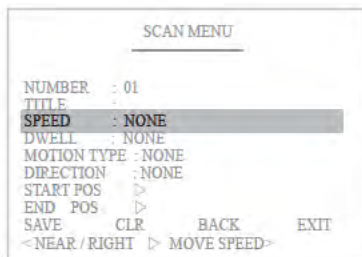 SCAN MENU
NUMBER : 01
TITLE :
SPEED : NONE
DWELL : NONE
MOTION TYPE : NONE
DIRECTION : NONE
START POS ▷
END POS ▷
SAVE CLR BACK EXIT
<NEAR / RIGHT ▷ MOVE SPEED>